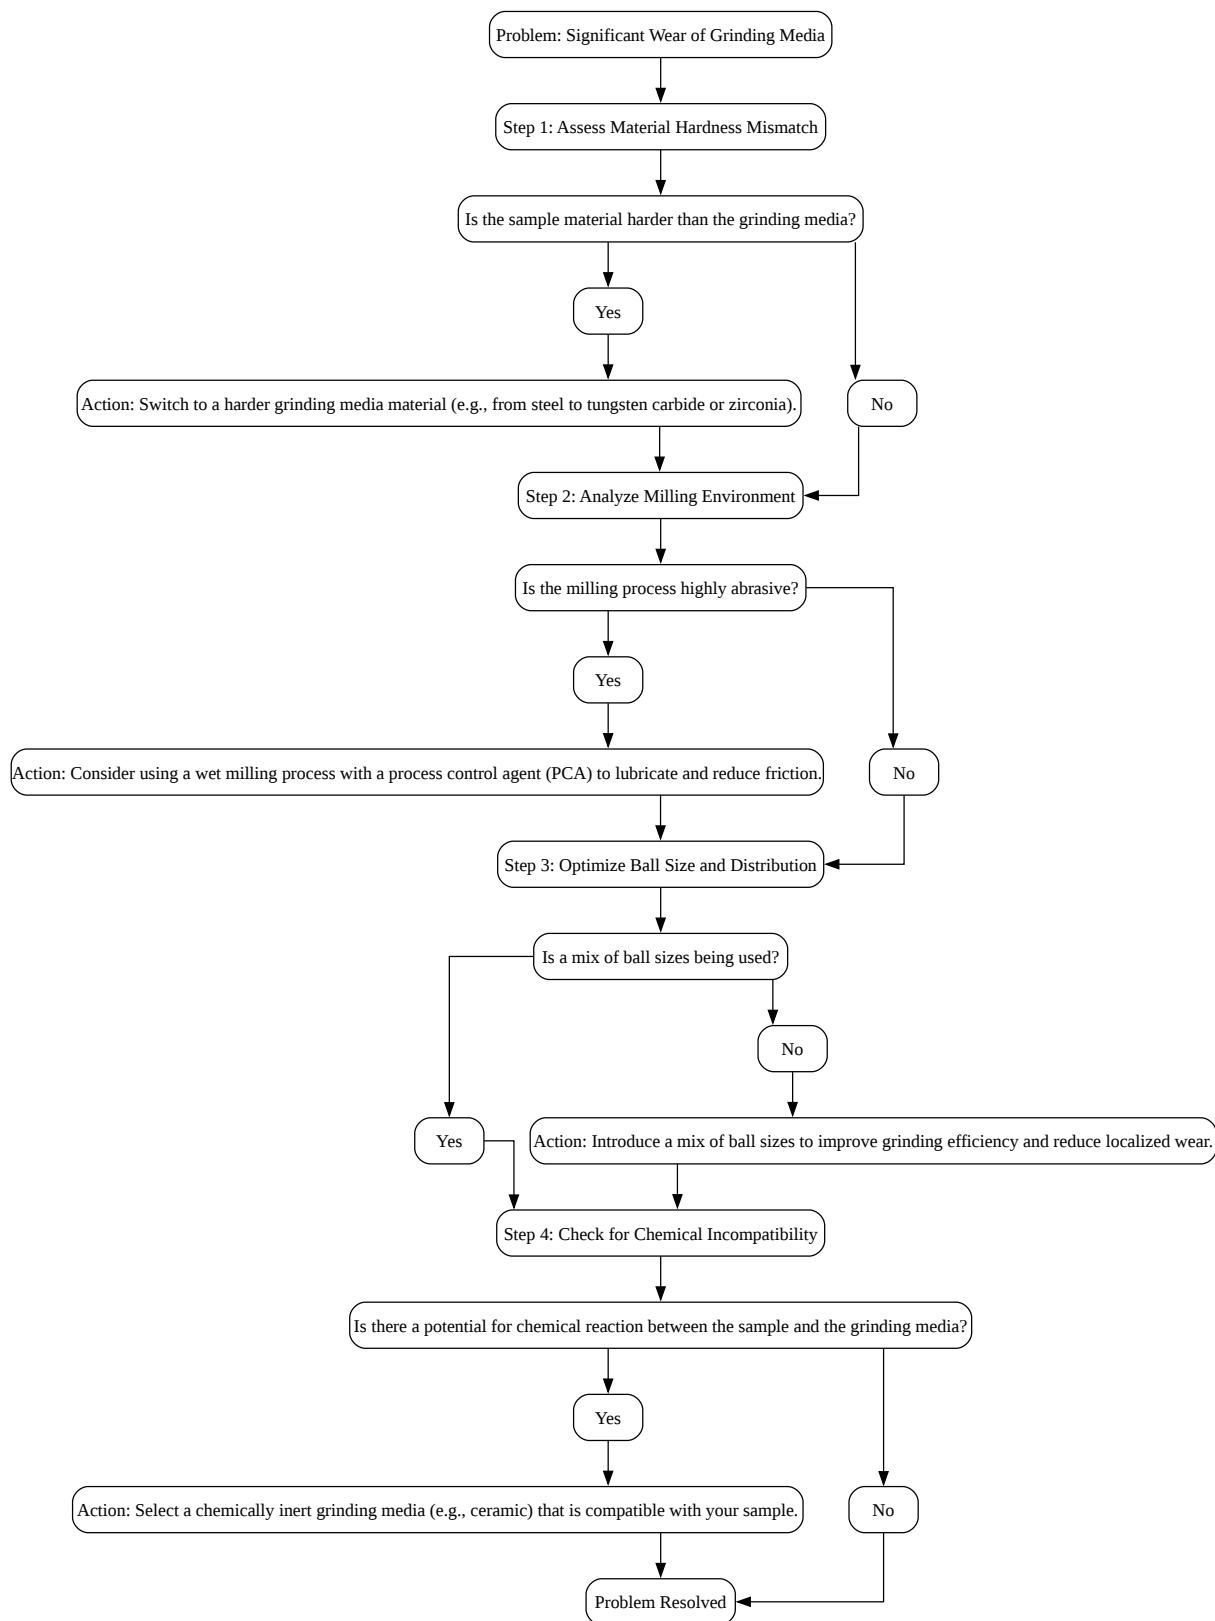 Problem: Significant Wear of Grinding Media
Step 1: Assess Material Hardness Mismatch
Is the sample material harder than the grinding media?
Yes
Action: Switch to a harder grinding media material (e.g., from steel to tungsten carbide or zirconia).
No
Step 2: Analyze Milling Environment
Is the milling process highly abrasive?
Yes
Action: Consider using a wet milling process with a process control agent (PCA) to lubricate and reduce friction.
No
Step 3: Optimize Ball Size and Distribution
Is a mix of ball sizes being used?
No
Yes
Action: Introduce a mix of ball sizes to improve grinding efficiency and reduce localized wear.
Step 4: Check for Chemical Incompatibility
Is there a potential for chemical reaction between the sample and the grinding media?
Yes
Action: Select a chemically inert grinding media (e.g., ceramic) that is compatible with your sample.
No
Problem Resolved